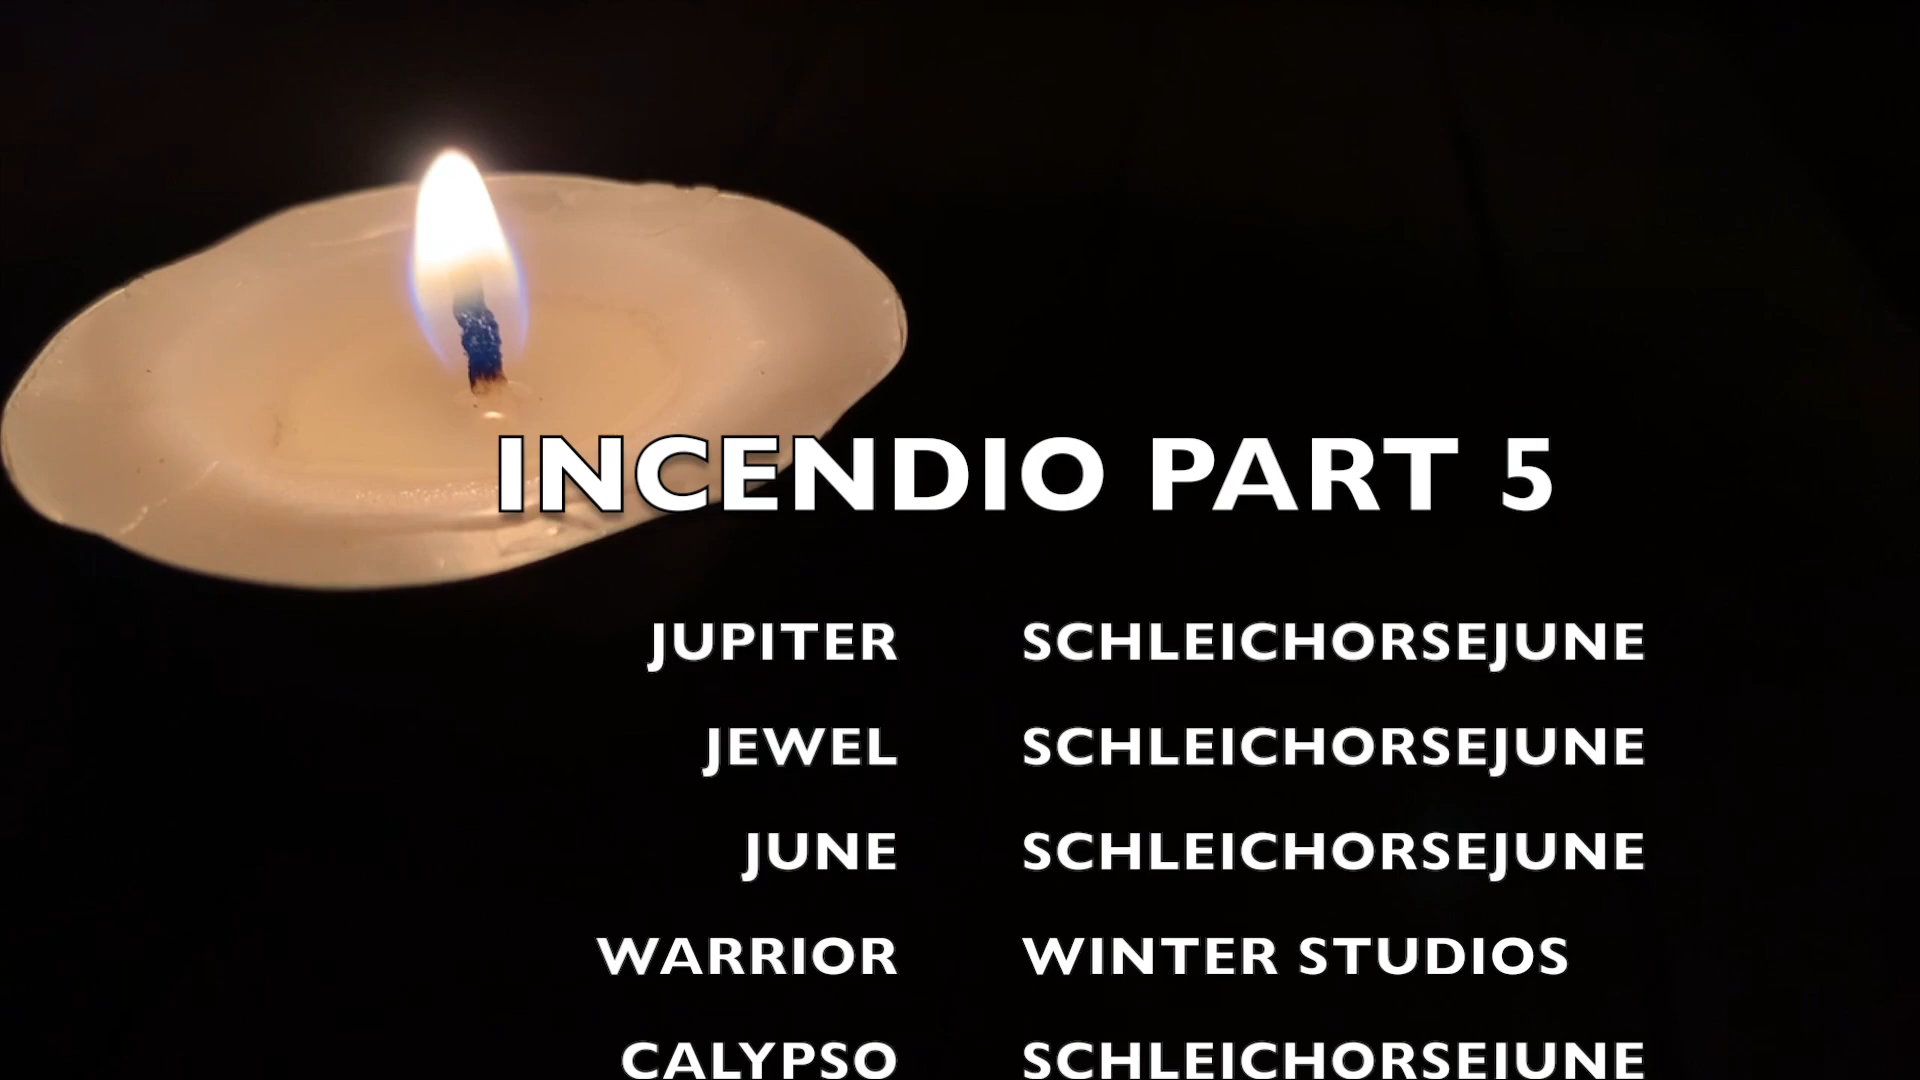 INCENDIO PART 5
JUPITER SCHLEICHORSEJUNE
JEWEL SCHLEICHORSEJUNE
JUNE SCHLEICHORSEJUNE
WARRIOR WINTER STUDIOS
CALYPSO SCHLEICHORSEJUNE